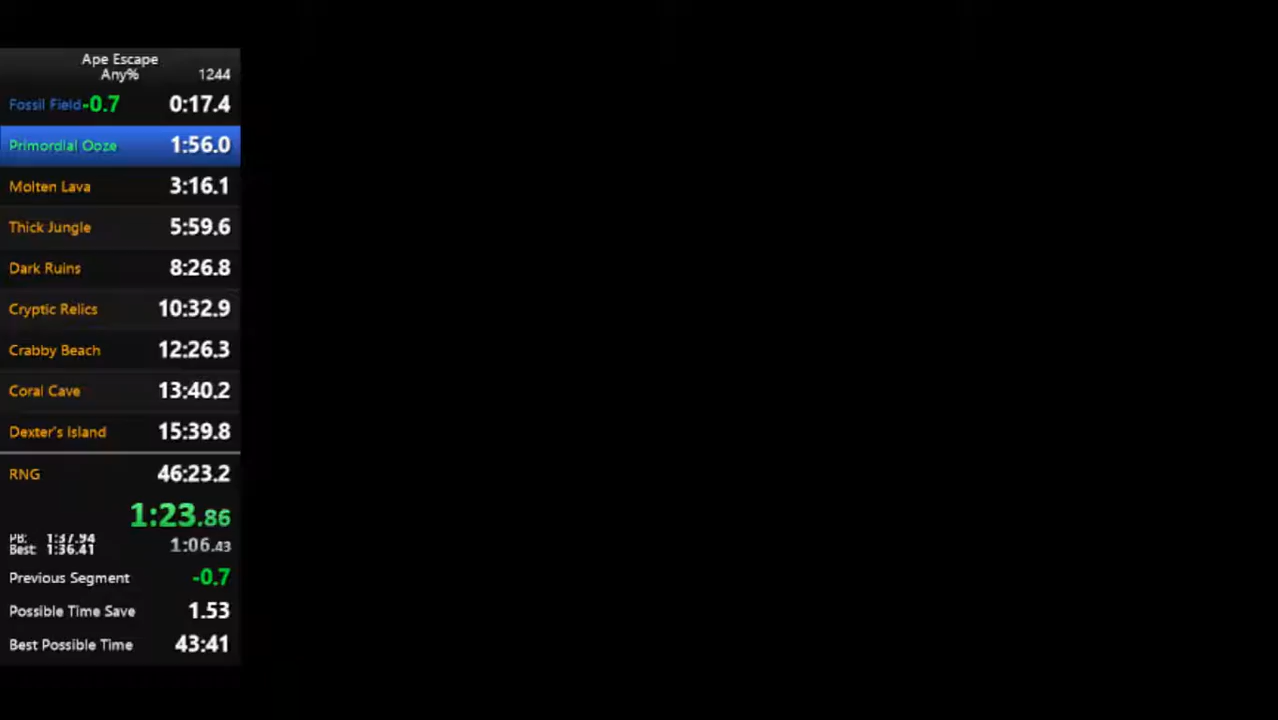 Ape Escape
Any% 1244
Fossil Field -0.7 0:17.4
Primordial Ooze 1:56.0
Molten Lava 3:16.1
Thick Jungle 5:59.6
Dark Ruins 8:26.8
Cryptic Relics 10:32.9
Crabby Beach 12:26.3
Coral Cave 13:40.2
Dexter's Island 15:39.8
RNG 46:23.2
1:23.86
PB: 1:37.94
Best: 1:36.41 1:06.43
Previous Segment -0.7
Possible Time Save 1.53
Best Possible Time 43:41